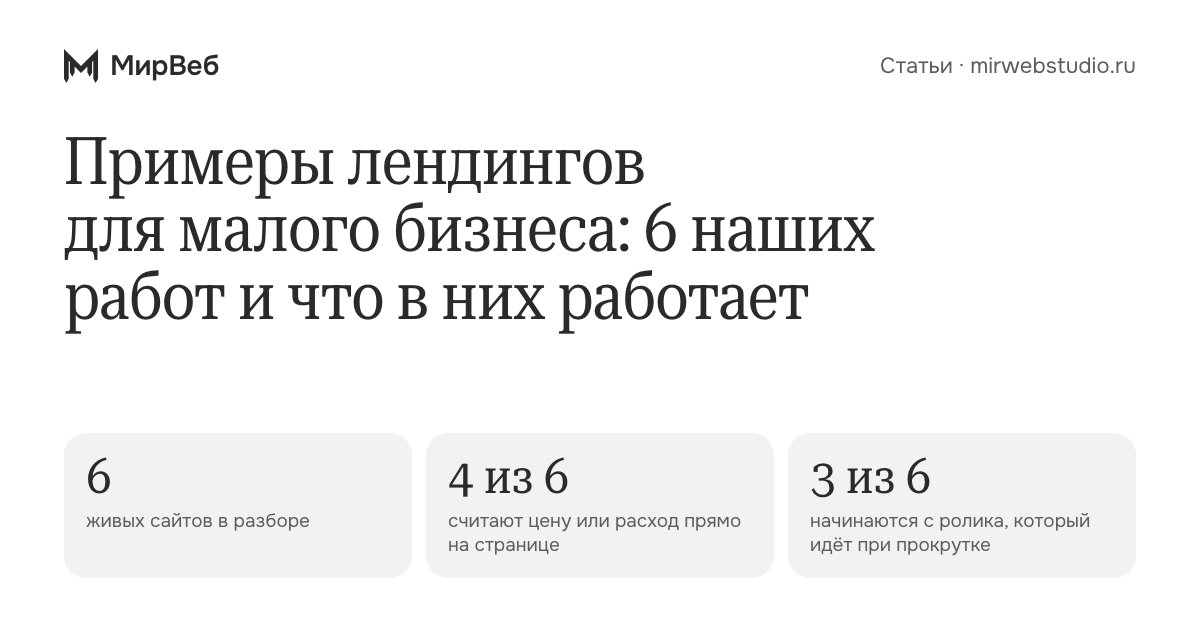 МирВеб
Статьи · mirwebstudio.ru
Примеры лендингов
для малого бизнеса: 6 наших
работ и что в них работает
6
живых сайтов в разборе
4 из 6
считают цену или расход прямо
на странице
3 из 6
начинаются с ролика, который
идёт при прокрутке